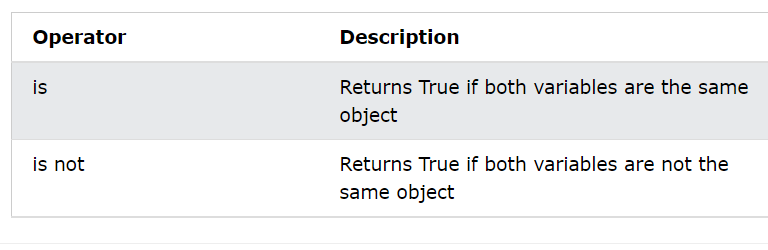 Operator Description
is Returns True if both variables are the same
object
is not Returns True if both variables are not the
same object